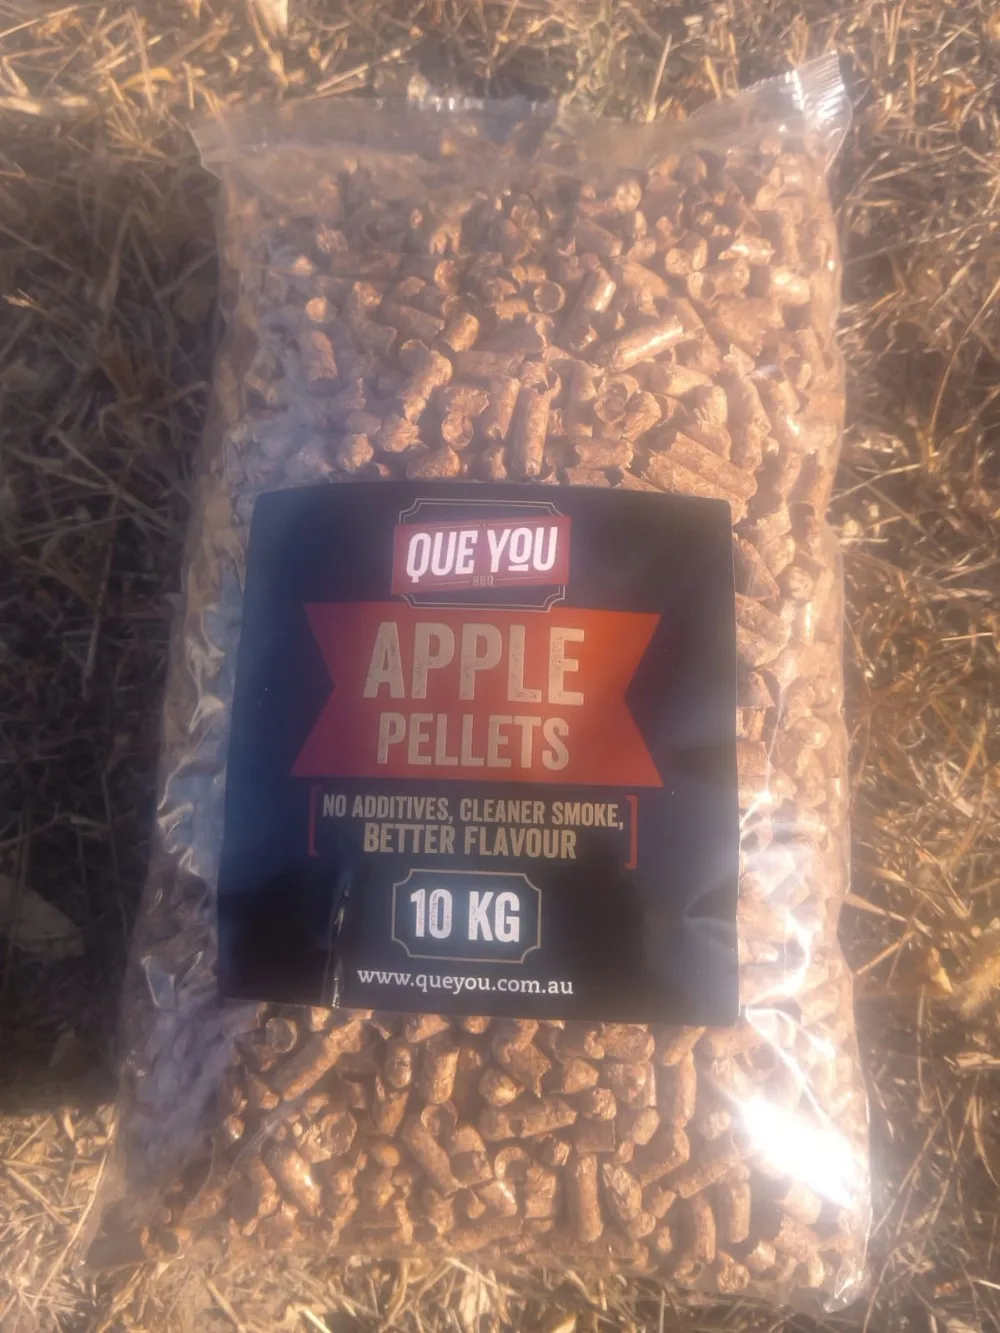 QUE YOU
BBQ
APPLE
PELLETS
NO ADDITIVES, CLEANER SMOKE,
BETTER FLAVOUR
10 KG
www.queyou.com.au